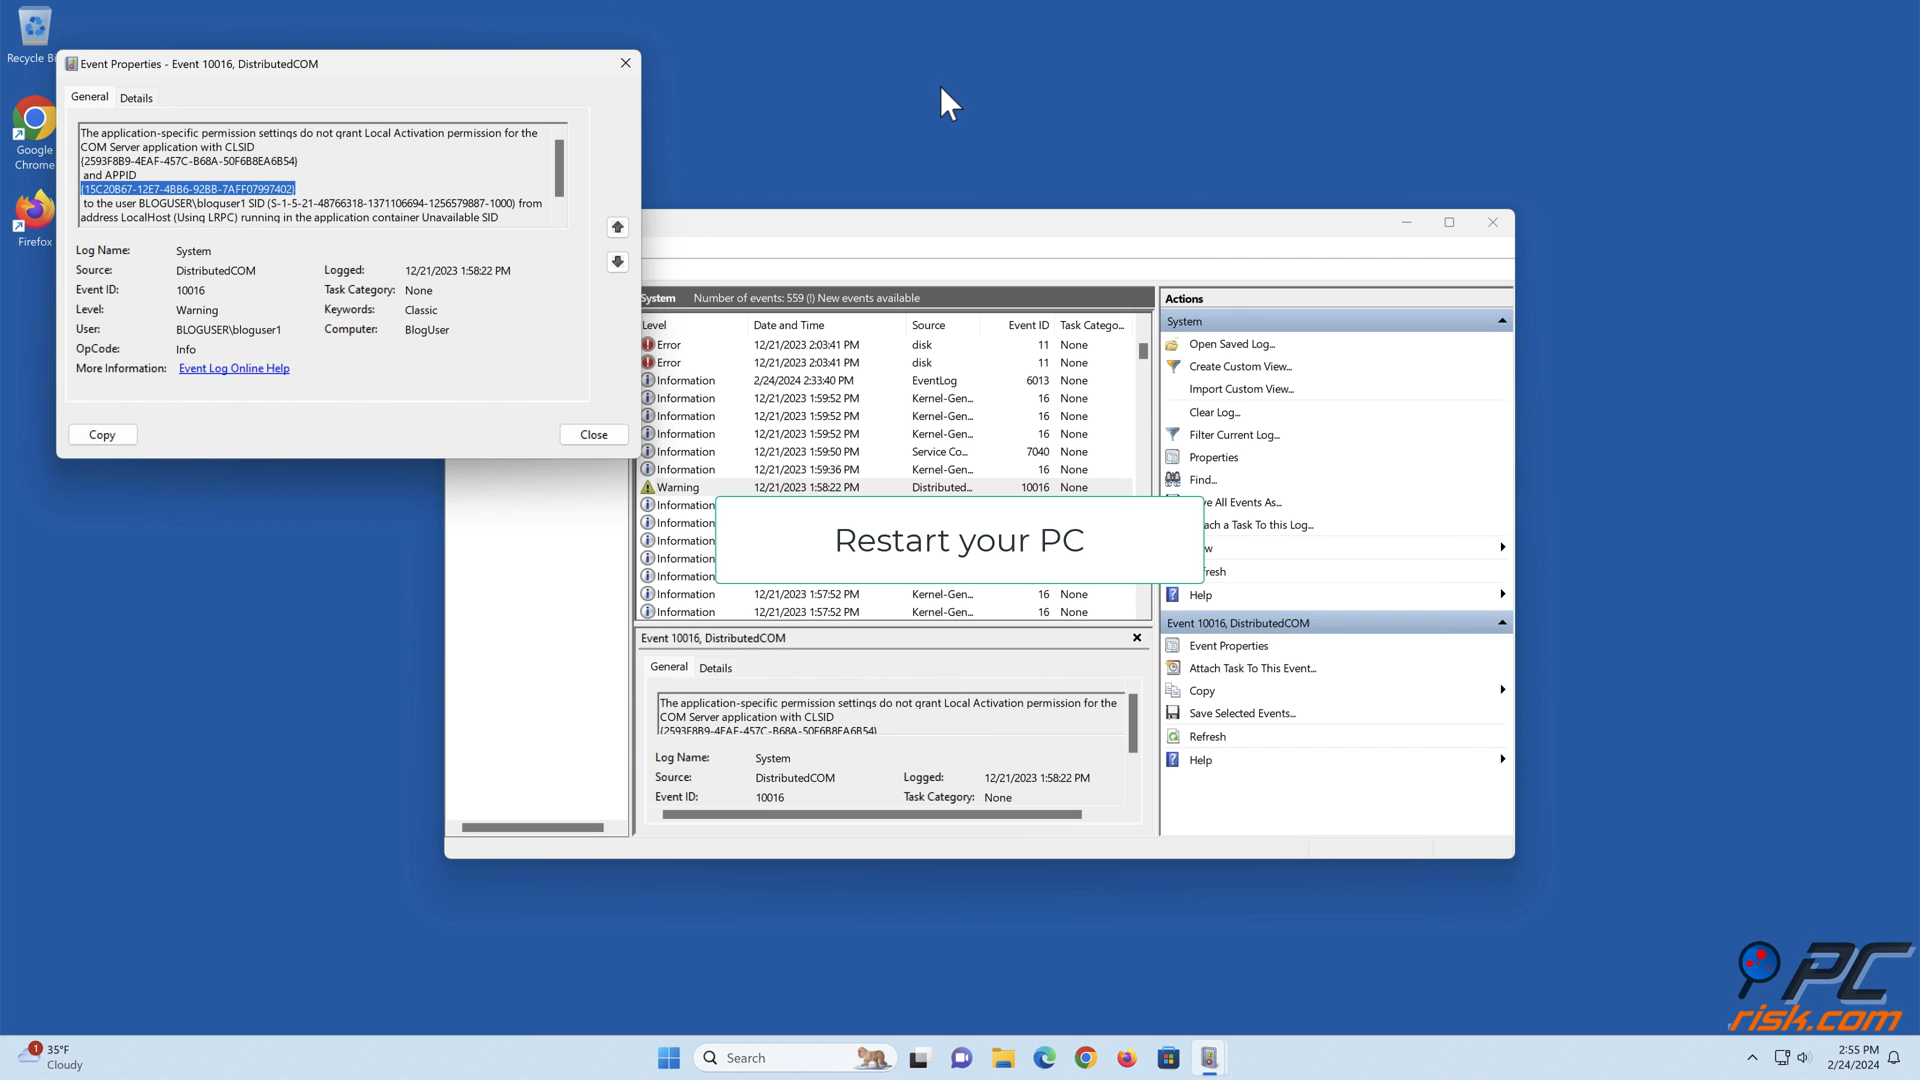 Recycle Bi
Google
Chrome
Firefox
Event Properties - Event 10016, DistributedCOM
General Details
The application-specific permission settings do not grant Local Activation permission for the
COM Server application with CLSID
{2593F8B9-4EAF-457C-B68A-50F6B8EA6B54}
and APPID
{15C20B67-12E7-4BB6-92BB-7AFF07997402}
to the user BLOGUSER\bloguser1 SID (S-1-5-21-48766318-1371106694-1256579887-1000) from
address LocalHost (Using LRPC) running in the application container Unavailable SID
Log Name: System
Source: DistributedCOM Logged: 12/21/2023 1:58:22 PM
Event ID: 10016 Task Category: None
Level: Warning Keywords: Classic
User: BLOGUSER\bloguser1 Computer: BlogUser
OpCode: Info
More Information: Event Log Online Help
Copy Close
System Number of events: 559 (!) New events available
Level Date and Time Source Event ID Task Catego...
Error 12/21/2023 2:03:41 PM disk 11 None
Error 12/21/2023 2:03:41 PM disk 11 None
Information 2/24/2024 2:33:40 PM EventLog 6013 None
Information 12/21/2023 1:59:52 PM Kernel-Gen... 16 None
Information 12/21/2023 1:59:52 PM Kernel-Gen... 16 None
Information 12/21/2023 1:59:52 PM Kernel-Gen... 16 None
Information 12/21/2023 1:59:50 PM Service Co... 7040 None
Information 12/21/2023 1:59:36 PM Kernel-Gen... 16 None
Warning 12/21/2023 1:58:22 PM Distributed... 10016 None
Information
Information
Information
Information
Information
Information 12/21/2023 1:57:52 PM Kernel-Gen... 16 None
Information 12/21/2023 1:57:52 PM Kernel-Gen... 16 None
Restart your PC
Event 10016, DistributedCOM
General Details
The application-specific permission settings do not grant Local Activation permission for the
COM Server application with CLSID
{2593F8B9-4EAF-457C-B68A-50F6B8EA6B54}
Log Name: System
Source: DistributedCOM Logged: 12/21/2023 1:58:22 PM
Event ID: 10016 Task Category: None
Actions
System
Open Saved Log...
Create Custom View...
Import Custom View...
Clear Log...
Filter Current Log...
Properties
Find...
ve All Events As...
ach a Task To this Log...
w
fresh
Help
Event 10016, DistributedCOM
Event Properties
Attach Task To This Event...
Copy
Save Selected Events...
Refresh
Help
PC
risk.com
1
35°F
Cloudy
Search
2:55 PM
2/24/2024